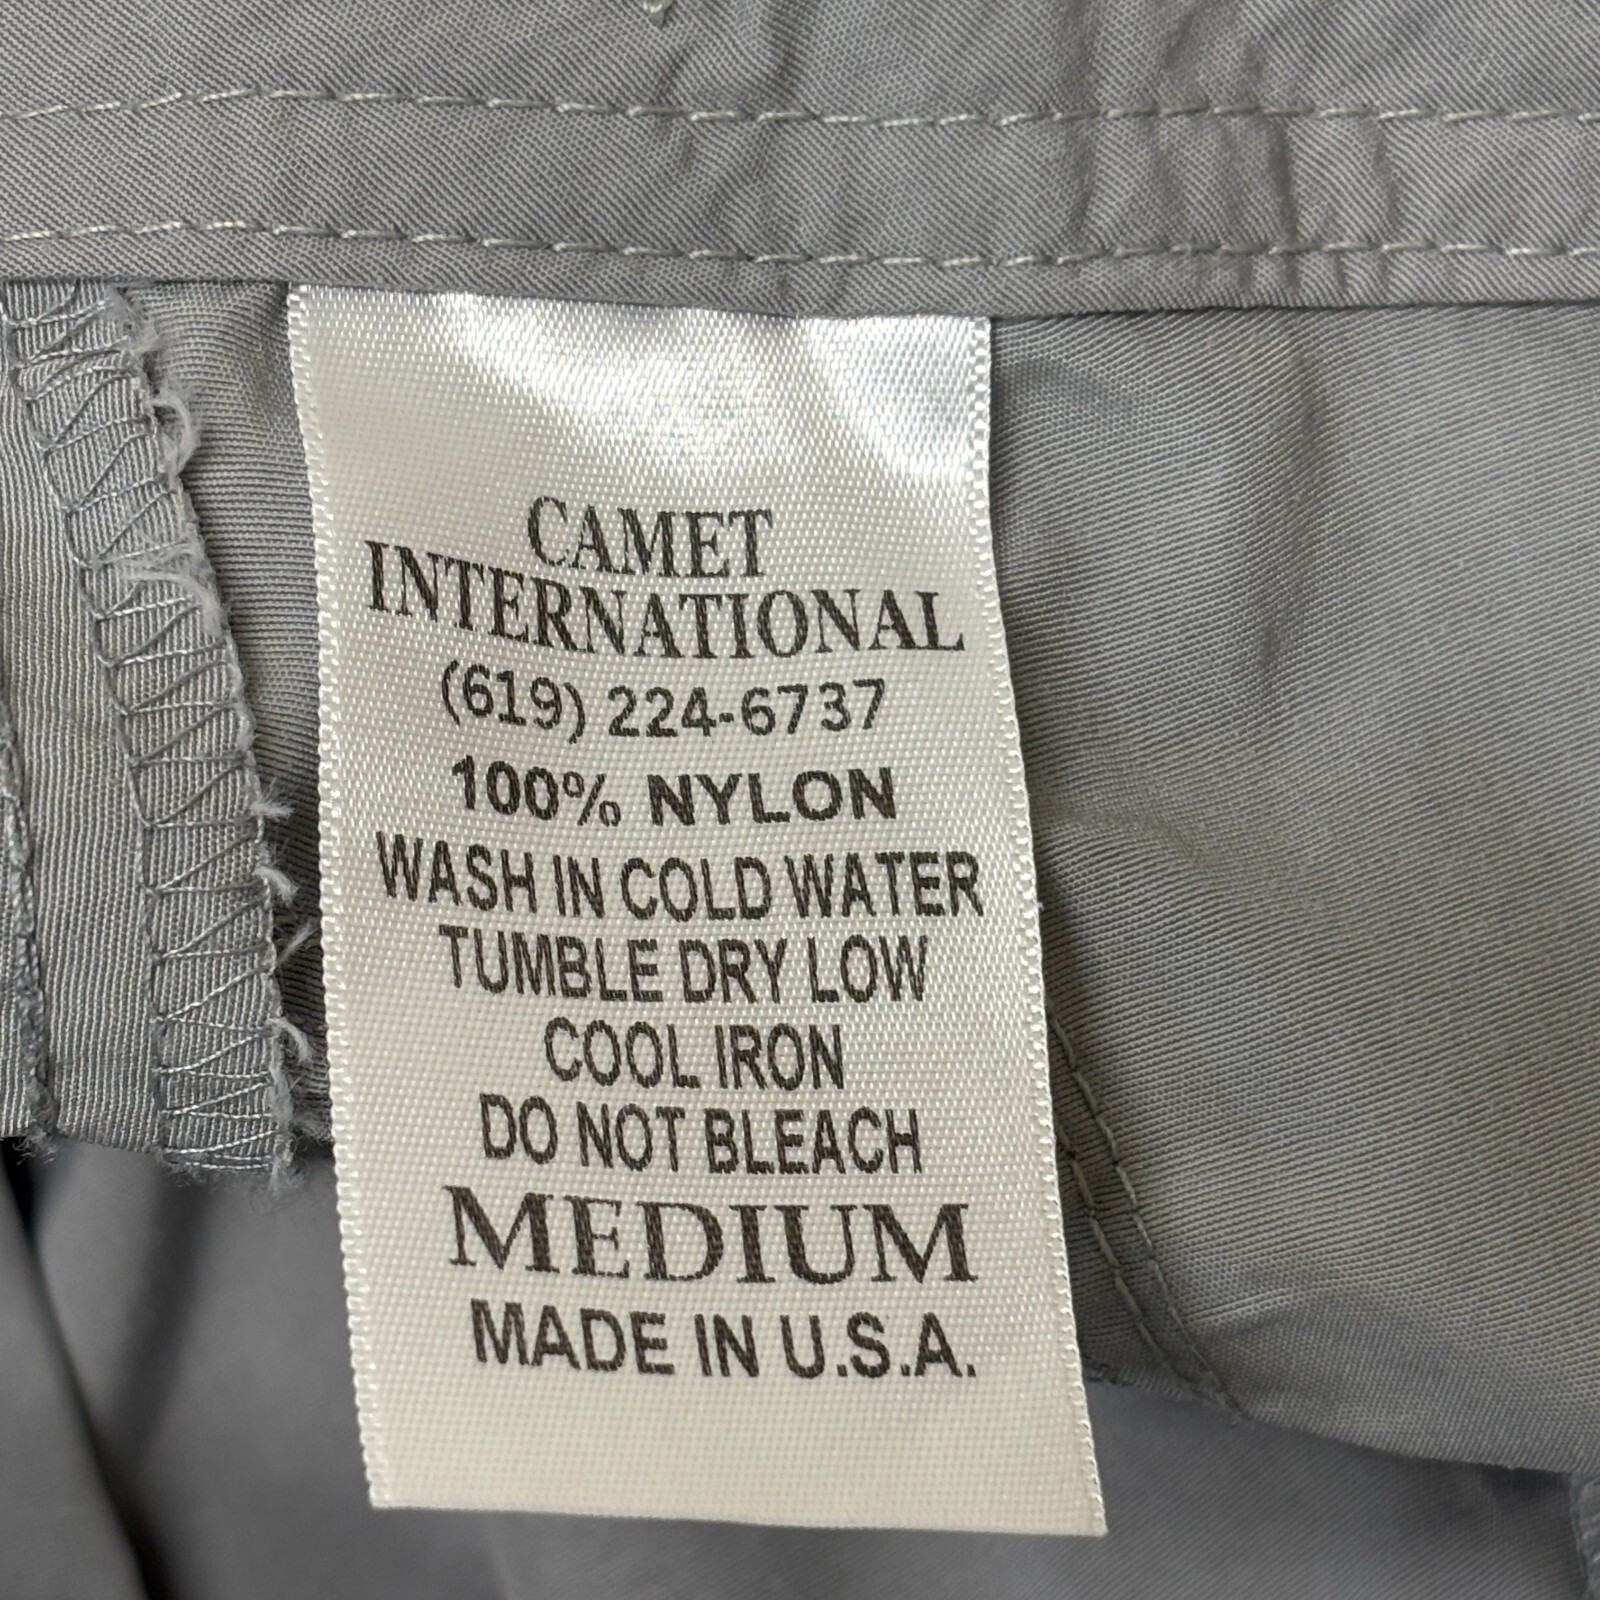 CAMET
INTERNATIONAL
(619) 224-6737
100% NYLON
WASH IN COLD WATER
TUMBLE DRY LOW
COOL IRON
DO NOT BLEACH
MEDIUM
MADE IN U.S.A.